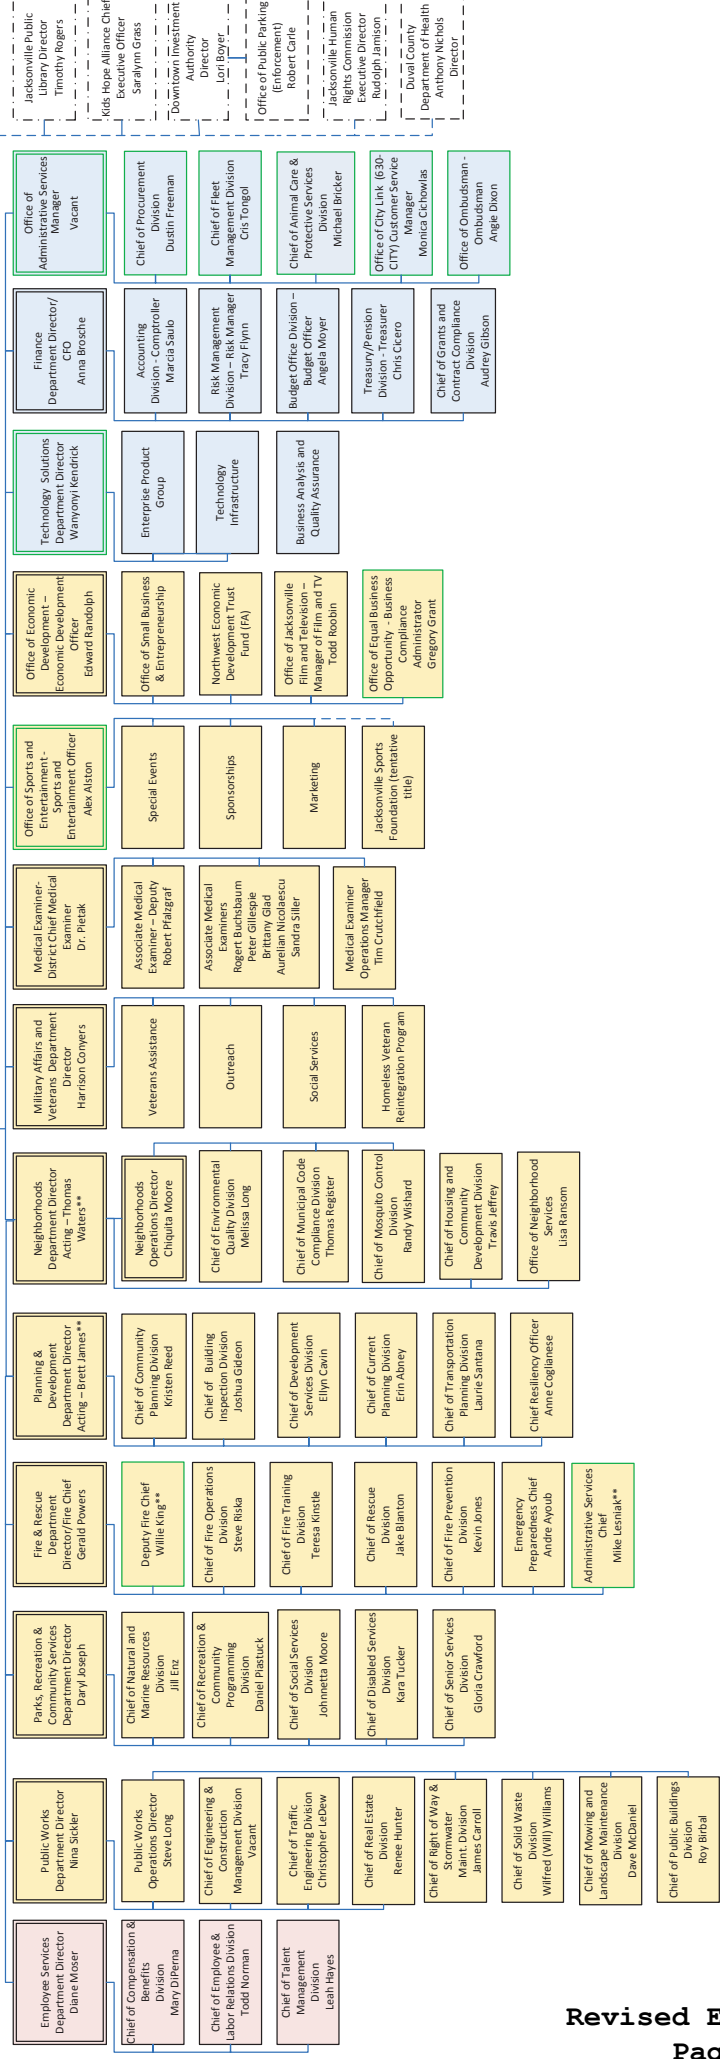 Employee Services
Department Director
Diane Moser
Chief of Compensation &
Benefits
Division
Mary DiPerna
Chief of Employee &
Labor Relations Division
Todd Norman
Chief of Talent
Management
Division
Leah Hayes
Public Works
Department Director
Nina Sickler
Public Works
Operations Director
Steve Long
Chief of Engineering &
Construction
Management Division
Vacant
Chief of Traffic
Engineering Division
Christopher LeDew
Chief of Real Estate
Division
Renee Hunter
Chief of Right of Way &
Stormwater
Maint. Division
James Carroll
Chief of Solid Waste
Division
Wilfred (Will) Williams
Chief of Mowing and
Landscape Maintenance
Division
Dave McDaniel
Chief of Public Buildings
Division
Roy Birbal
Parks, Recreation &
Community Services
Department Director
Daryl Joseph
Chief of Natural and
Marine Resources
Division
Jill Enz
Chief of Recreation &
Community
Programming
Division
Daniel Piastuck
Chief of Social Services
Division
Johnnetta Moore
Chief of Disabled Services
Division
Kara Tucker
Chief of Senior Services
Division
Gloria Crawford
Fire & Rescue
Department
Director/Fire Chief
Gerald Powers
Deputy Fire Chief
Willie King**
Chief of Fire Operations
Division
Steve Riska
Chief of Fire Training
Division
Teresa Kinstle
Chief of Rescue
Division
Jake Blanton
Chief of Fire Prevention
Division
Kevin Jones
Emergency
Preparedness Chief
Andre Ayoub
Administrative Services
Chief
Mike Lesniak**
Planning &
Development
Department Director
Acting – Brett James**
Chief of Community
Planning Division
Kristen Reed
Chief of Building
Inspection Division
Joshua Gideon
Chief of Development
Services Division
Ellyn Cavin
Chief of Current
Planning Division
Erin Abney
Chief of Transportation
Planning Division
Laurie Santana
Chief Resiliency Officer
Anne Coglianese
Neighborhoods
Department Director
Acting – Thomas
Waters**
Neighborhoods
Operations Director
Chiquita Moore
Chief of Environmental
Quality Division
Melissa Long
Chief of Municipal Code
Compliance Division
Thomas Register
Chief of Mosquito Control
Division
Randy Wishard
Chief of Housing and
Community
Development Division
Travis Jeffrey
Office of Neighborhood
Services
Lisa Ransom
Military Affairs and
Veterans Department
Director
Harrison Conyers
Veterans Assistance
Outreach
Social Services
Homeless Veteran
Reintegration Program
Medical Examiner-
District Chief Medical
Examiner
Dr. Pietak
Associate Medical
Examiner – Deputy
Robert Pfalzgraf
Associate Medical
Examiners
Rogert Buchsbaum
Peter Gillespie
Brittany Glad
Aurelian Nicolaescu
Sandra Siller
Medical Examiner
Operations Manager
Tim Crutchfield
Office of Sports and
Entertainment -
Sports and
Entertainment Officer
Alex Alston
Special Events
Sponsorships
Marketing
Jacksonville Sports
Foundation (tentative
title)
Office of Economic
Development –
Economic Development
Officer
Edward Randolph
Office of Small Business
& Entrepreneurship
Northwest Economic
Development Trust
Fund (FA)
Office of Jacksonville
Film and Television –
Manager of Film and TV
Todd Roobin
Office of Equal Business
Opportunity - Business
Compliance
Administrator
Gregory Grant
Technology Solutions
Department Director
Wanyonyi Kendrick
Enterprise Product
Group
Technology
Infrastructure
Business Analysis and
Quality Assurance
Finance
Department Director/
CFO
Anna Brosche
Accounting
Division - Comptroller
Marcia Saulo
Risk Management
Division – Risk Manager
Tracy Flynn
Budget Office Division –
Budget Officer
Angela Moyer
Treasury/Pension
Division - Treasurer
Chris Cicero
Chief of Grants and
Contract Compliance
Division
Audrey Gibson
Office of
Administrative Services
Manager
Vacant
Chief of Procurement
Division
Dustin Freeman
Chief of Fleet
Management Division
Cris Tongol
Chief of Animal Care &
Protective Services
Division
Michael Bricker
Office of City Link (630-
CITY) Customer Service
Manager
Monica Cichowlas
Office of Ombudsman -
Ombudsman
Angie Dixon
Jacksonville Public
Library Director
Timothy Rogers
Kids Hope Alliance Chief
Executive Officer
Saralynn Grass
Downtown Investment
Authority
Director
Lori Boyer
Office of Public Parking
(Enforcement)
Robert Carle
Jacksonville Human
Rights Commission
Executive Director
Rudolph Jamison
Duval County
Department of Health
Anthony Nichols
Director
Revised E
Pag